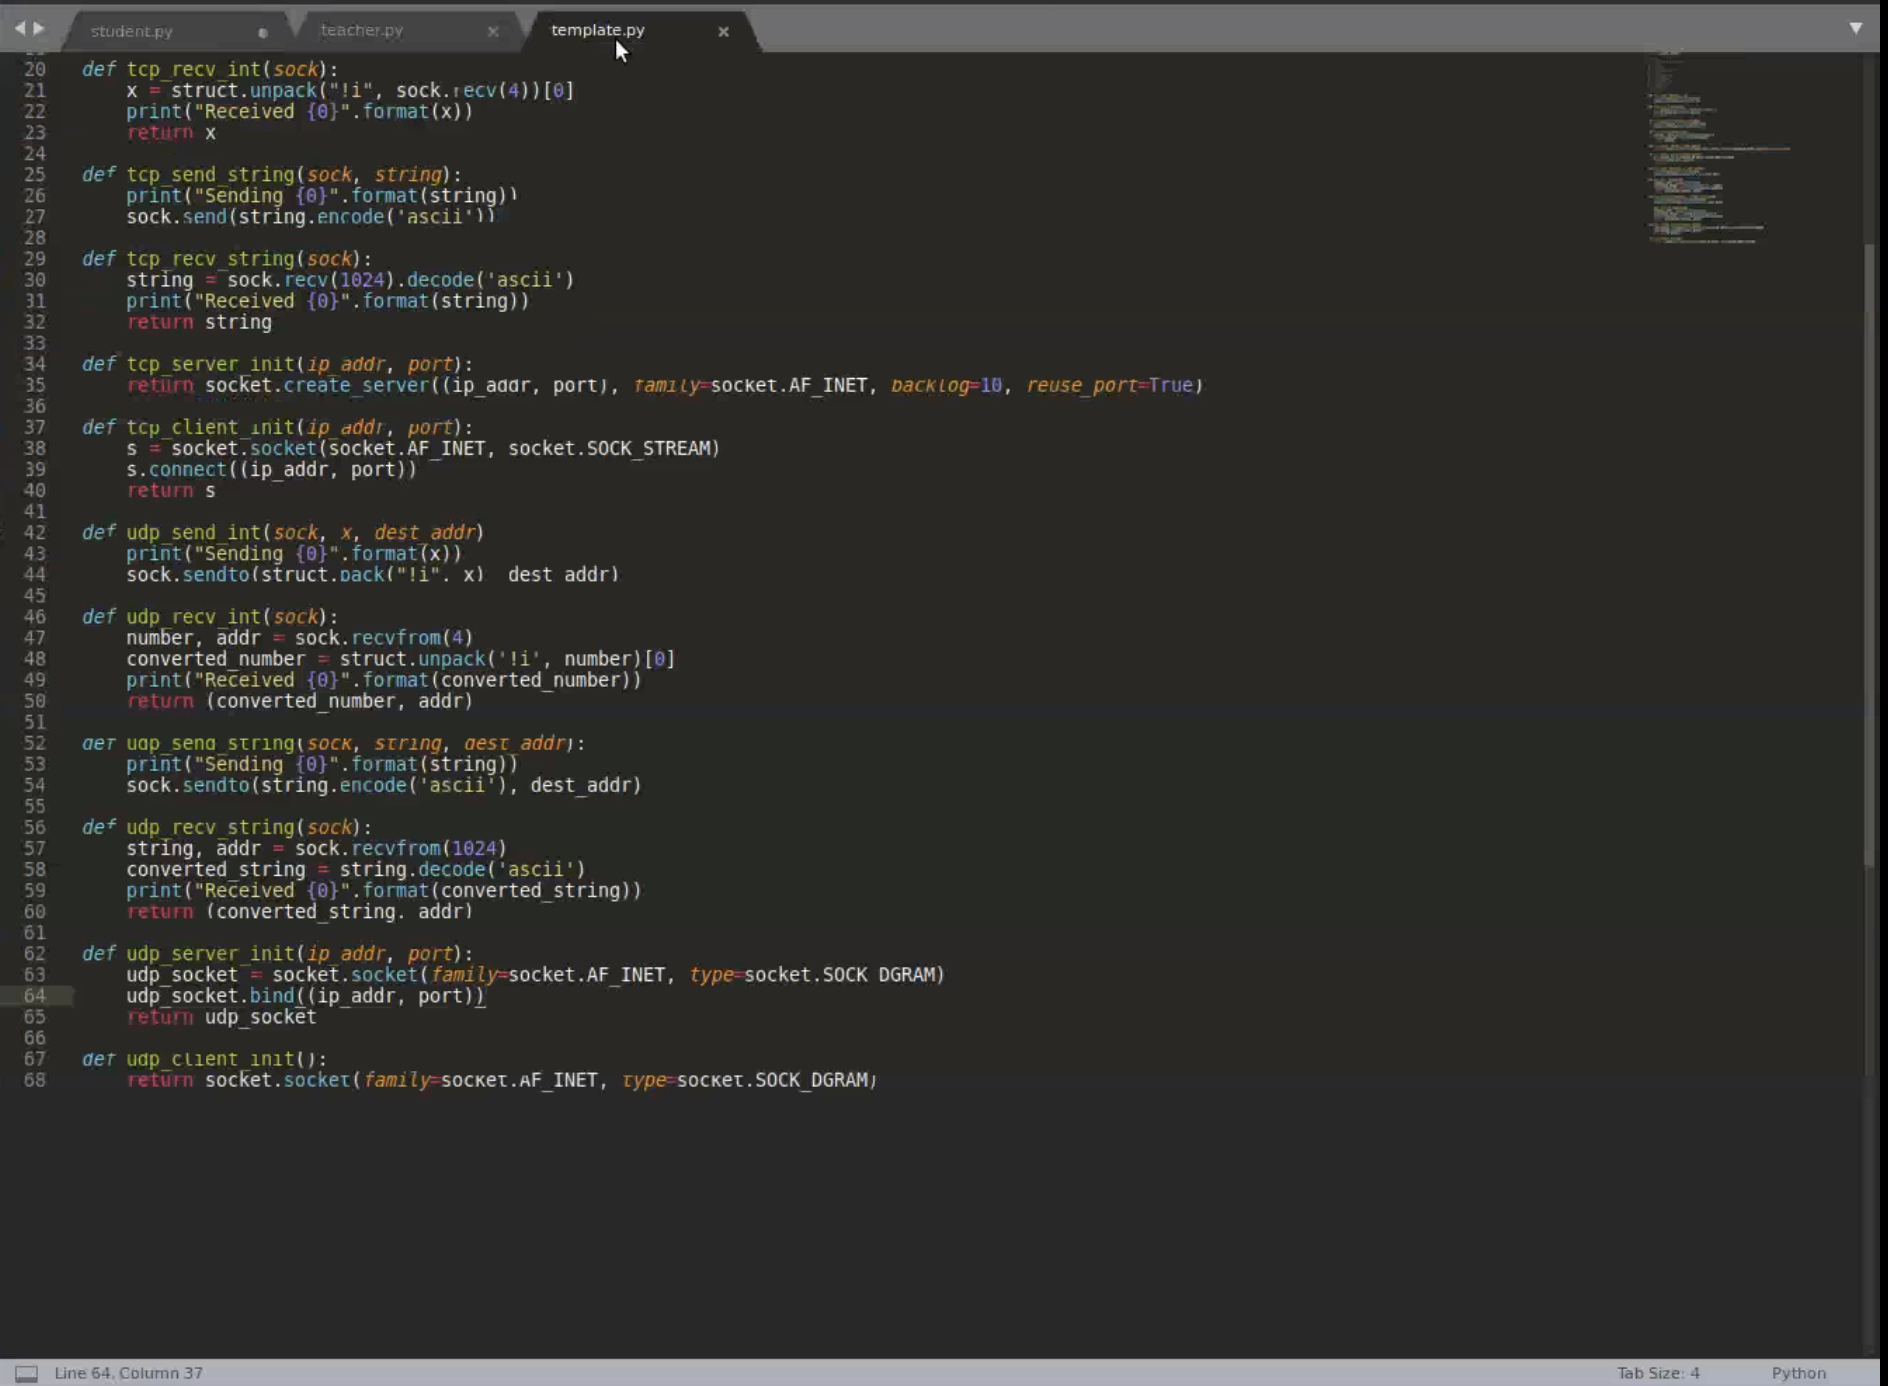 student.py teacher.py template.py
20 def tcp_recv_int(sock):
21     x = struct.unpack("!i", sock.recv(4))[0]
22     print("Received {0}".format(x))
23     return x
24
25 def tcp_send_string(sock, string):
26     print("Sending {0}".format(string))
27     sock.send(string.encode('ascii'))
28
29 def tcp_recv_string(sock):
30     string = sock.recv(1024).decode('ascii')
31     print("Received {0}".format(string))
32     return string
33
34 def tcp_server_init(ip_addr, port):
35     return socket.create_server((ip_addr, port), family=socket.AF_INET, backlog=10, reuse_port=True)
36
37 def tcp_client_init(ip_addr, port):
38     s = socket.socket(socket.AF_INET, socket.SOCK_STREAM)
39     s.connect((ip_addr, port))
40     return s
41
42 def udp_send_int(sock, x, dest_addr)
43     print("Sending {0}".format(x))
44     sock.sendto(struct.pack("!i", x), dest_addr)
45
46 def udp_recv_int(sock):
47     number, addr = sock.recvfrom(4)
48     converted_number = struct.unpack('!i', number)[0]
49     print("Received {0}".format(converted_number))
50     return (converted_number, addr)
51
52 def udp_send_string(sock, string, dest_addr):
53     print("Sending {0}".format(string))
54     sock.sendto(string.encode('ascii'), dest_addr)
55
56 def udp_recv_string(sock):
57     string, addr = sock.recvfrom(1024)
58     converted_string = string.decode('ascii')
59     print("Received {0}".format(converted_string))
60     return (converted_string, addr)
61
62 def udp_server_init(ip_addr, port):
63     udp_socket = socket.socket(family=socket.AF_INET, type=socket.SOCK_DGRAM)
64     udp_socket.bind((ip_addr, port))
65     return udp_socket
66
67 def udp_client_init():
68     return socket.socket(family=socket.AF_INET, type=socket.SOCK_DGRAM)
Line 64, Column 37 Tab Size: 4 Python